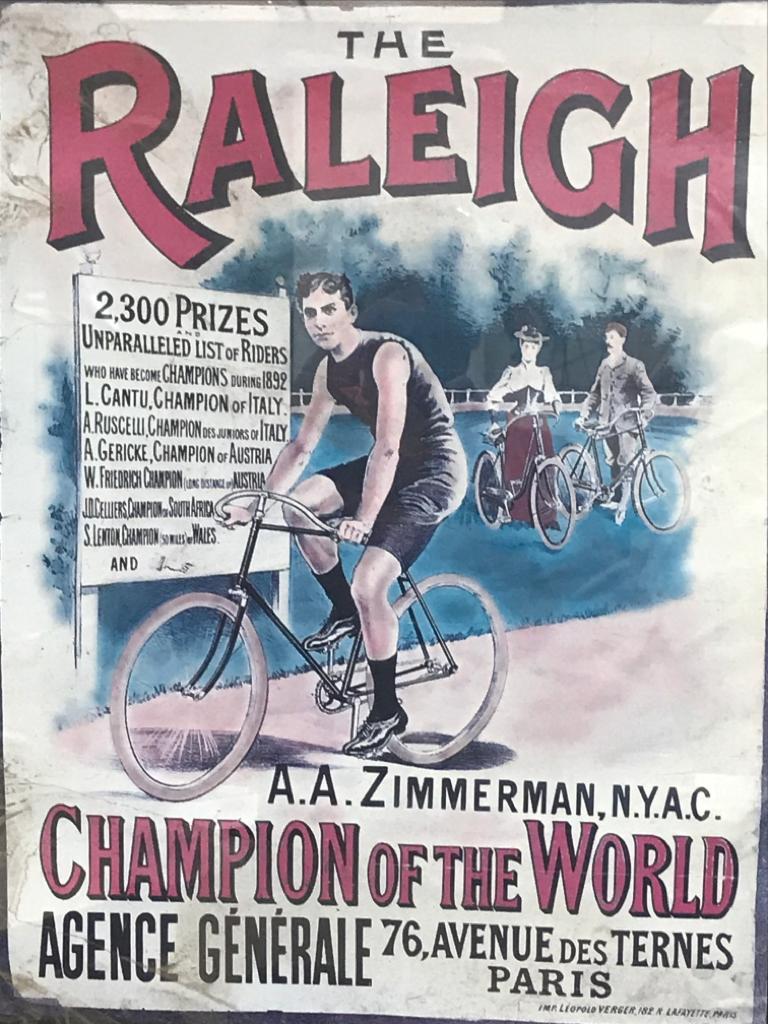 THE
RALEIGH
2,300 PRIZES
AND
UNPARALLELED LIST OF RIDERS
WHO HAVE BECOME CHAMPIONS DURING 1892
L. CANTU, CHAMPION OF ITALY.
A. RUSCELLI, CHAMPION DES JUNIORS OF ITALY
A. GERICKE, CHAMPION OF AUSTRIA
W. FRIEDRICH CHAMPION (LONG DISTANCE OF) AUSTRIA
J.D. CELLIERS, CHAMPION OF SOUTH AFRICA
S. LENTON, CHAMPION (50 MILES) OF WALES
AND
A.A. ZIMMERMAN, N.Y.A.C.
CHAMPION OF THE WORLD
AGENCE GÉNÉRALE 76, AVENUE DES TERNES
PARIS
IMP. LÉOPOLD VERGER, 182 R. LAFAYETTE, PARIS